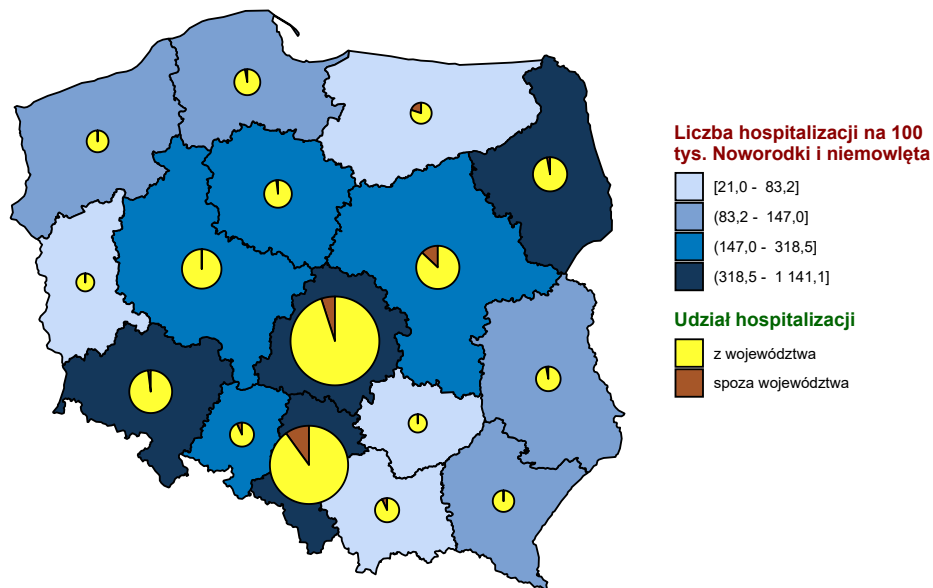 Liczba hospitalizacji na 100
tys. Noworodki i niemowlęta
[21,0 - 83,2]
(83,2 - 147,0]
(147,0 - 318,5]
(318,5 - 1 141,1]
Udział hospitalizacji
z województwa
spoza województwa